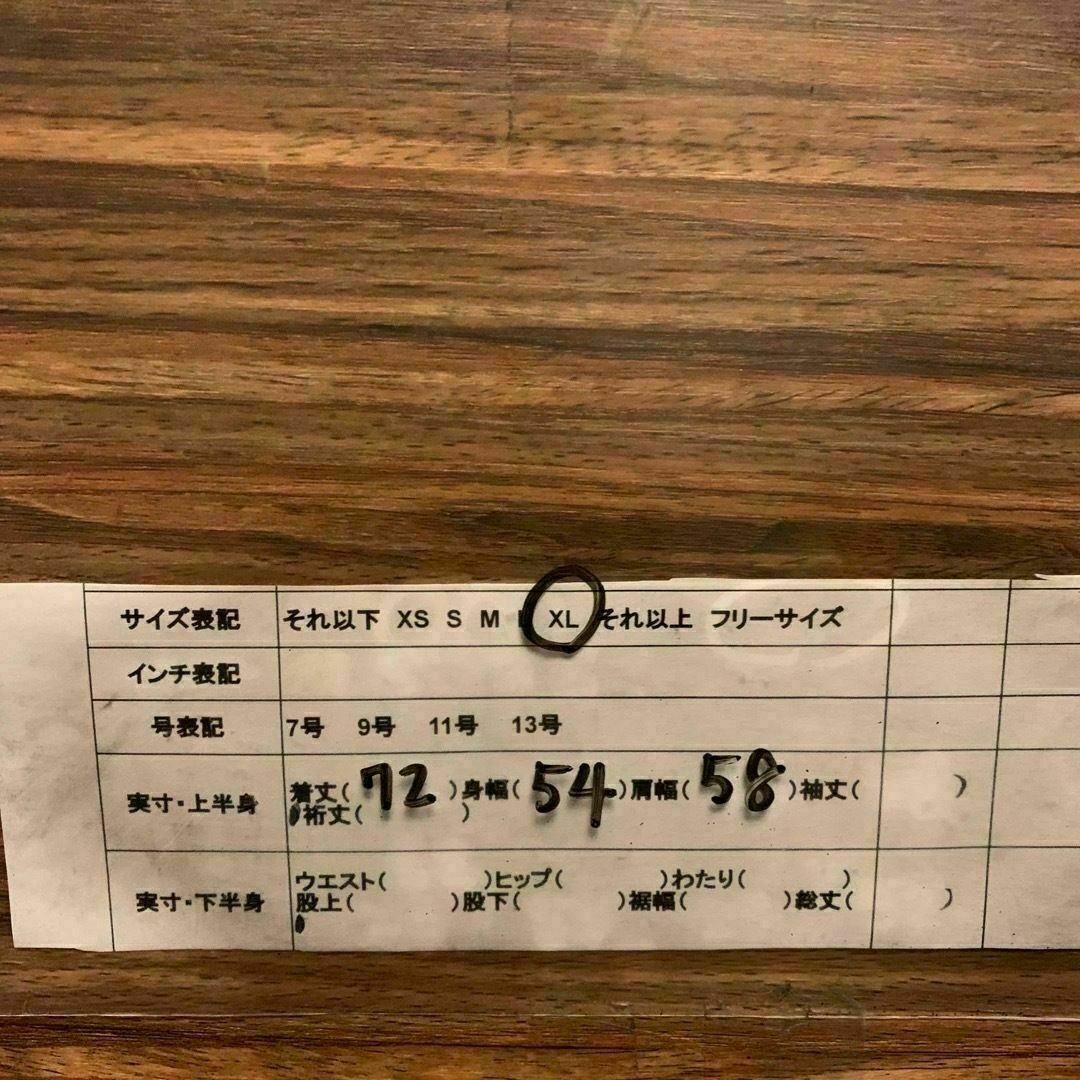 サイズ表記 それ以下 XS S M L XL それ以上 フリーサイズ
インチ表記
号表記 7号 9号 11号 13号
実寸・上半身 着丈( 72 )身幅( 54 )肩幅( 58 )袖丈( )
裄丈( )
実寸・下半身 ウエスト( )ヒップ( )わたり( )
股上( )股下( )裾幅( )総丈( )